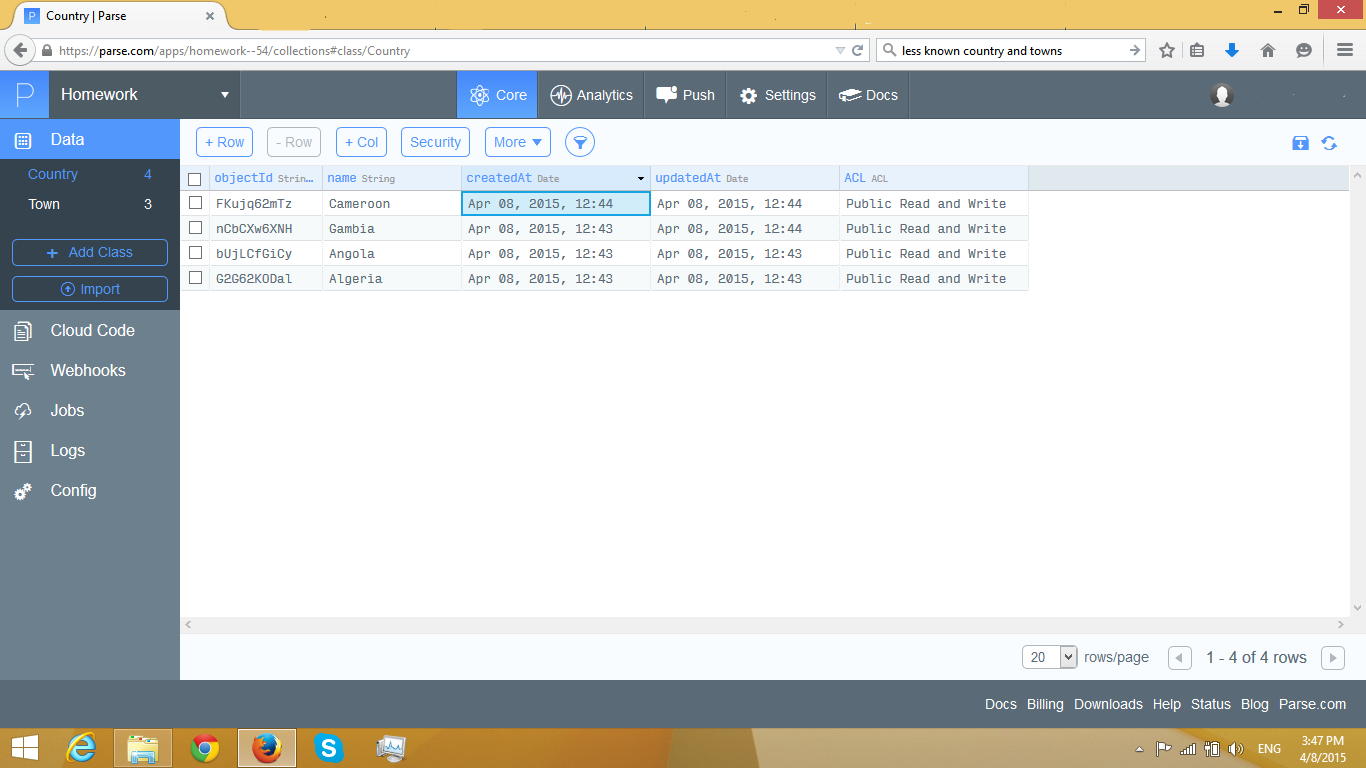 Country | Parse
https://parse.com/apps/homework--54/collections#class/Country
less known country and towns
Homework
Core
Analytics
Push
Settings
Docs
Data
+ Row
- Row
+ Col
Security
More
Country 4
Town 3
+ Add Class
Import
Cloud Code
Webhooks
Jobs
Logs
Config
objectId Strin... name String createdAt Date updatedAt Date ACL ACL
FKujq62mTz Cameroon Apr 08, 2015, 12:44 Apr 08, 2015, 12:44 Public Read and Write
nCbCXw6XNH Gambia Apr 08, 2015, 12:43 Apr 08, 2015, 12:44 Public Read and Write
bUjLCfGiCy Angola Apr 08, 2015, 12:43 Apr 08, 2015, 12:43 Public Read and Write
G2G62KODal Algeria Apr 08, 2015, 12:43 Apr 08, 2015, 12:43 Public Read and Write
20 rows/page 1 - 4 of 4 rows
Docs Billing Downloads Help Status Blog Parse.com
ENG
3:47 PM
4/8/2015